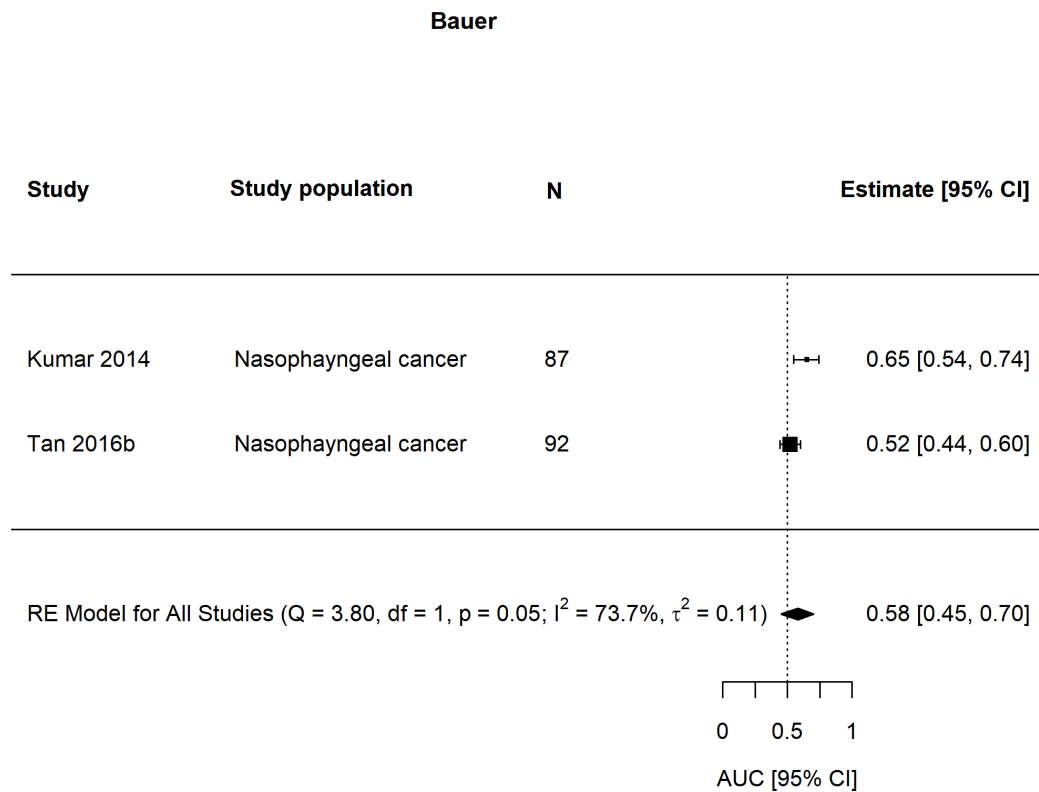 Bauer
Study Study population N Estimate [95% CI]
Kumar 2014 Nasophayngeal cancer 87 0.65 [0.54, 0.74]
Tan 2016b Nasophayngeal cancer 92 0.52 [0.44, 0.60]
RE Model for All Studies (Q = 3.80, df = 1, p = 0.05; I² = 73.7%, τ² = 0.11) 0.58 [0.45, 0.70]
0 0.5 1
AUC [95% CI]